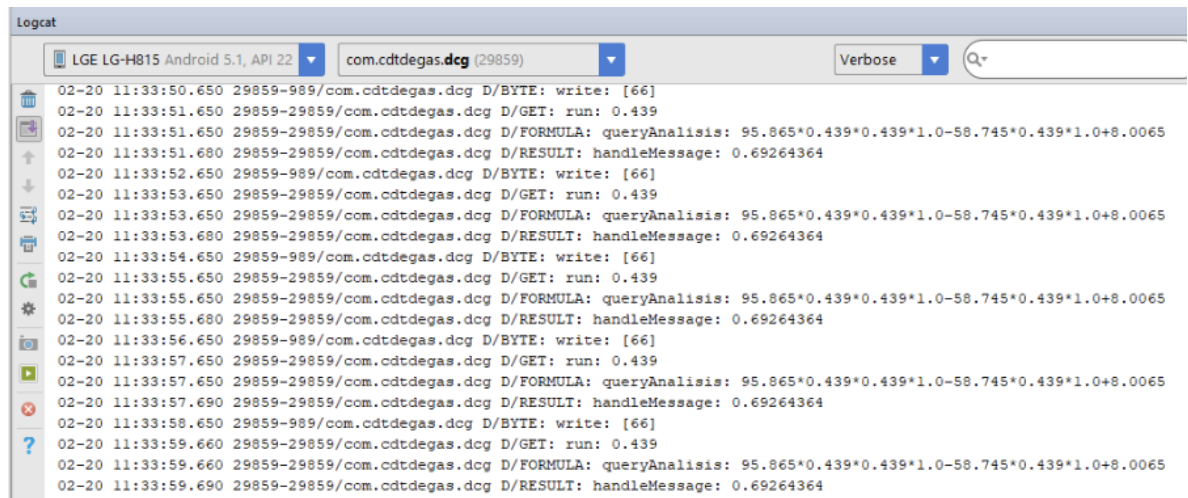 Logcat
LGE LG-H815 Android 5.1, API 22 com.cdtdegas.dcg (29859) Verbose
02-20 11:33:50.650 29859-989/com.cdtdegas.dcg D/BYTE: write: [66]
02-20 11:33:51.650 29859-29859/com.cdtdegas.dcg D/GET: run: 0.439
02-20 11:33:51.650 29859-29859/com.cdtdegas.dcg D/FORMULA: queryAnalisis: 95.865*0.439*0.439*1.0-58.745*0.439*1.0+8.0065
02-20 11:33:51.680 29859-29859/com.cdtdegas.dcg D/RESULT: handleMessage: 0.69264364
02-20 11:33:52.650 29859-989/com.cdtdegas.dcg D/BYTE: write: [66]
02-20 11:33:53.650 29859-29859/com.cdtdegas.dcg D/GET: run: 0.439
02-20 11:33:53.650 29859-29859/com.cdtdegas.dcg D/FORMULA: queryAnalisis: 95.865*0.439*0.439*1.0-58.745*0.439*1.0+8.0065
02-20 11:33:53.680 29859-29859/com.cdtdegas.dcg D/RESULT: handleMessage: 0.69264364
02-20 11:33:54.650 29859-989/com.cdtdegas.dcg D/BYTE: write: [66]
02-20 11:33:55.650 29859-29859/com.cdtdegas.dcg D/GET: run: 0.439
02-20 11:33:55.650 29859-29859/com.cdtdegas.dcg D/FORMULA: queryAnalisis: 95.865*0.439*0.439*1.0-58.745*0.439*1.0+8.0065
02-20 11:33:55.680 29859-29859/com.cdtdegas.dcg D/RESULT: handleMessage: 0.69264364
02-20 11:33:56.650 29859-989/com.cdtdegas.dcg D/BYTE: write: [66]
02-20 11:33:57.650 29859-29859/com.cdtdegas.dcg D/GET: run: 0.439
02-20 11:33:57.650 29859-29859/com.cdtdegas.dcg D/FORMULA: queryAnalisis: 95.865*0.439*0.439*1.0-58.745*0.439*1.0+8.0065
02-20 11:33:57.690 29859-29859/com.cdtdegas.dcg D/RESULT: handleMessage: 0.69264364
02-20 11:33:58.650 29859-989/com.cdtdegas.dcg D/BYTE: write: [66]
02-20 11:33:59.660 29859-29859/com.cdtdegas.dcg D/GET: run: 0.439
02-20 11:33:59.660 29859-29859/com.cdtdegas.dcg D/FORMULA: queryAnalisis: 95.865*0.439*0.439*1.0-58.745*0.439*1.0+8.0065
02-20 11:33:59.690 29859-29859/com.cdtdegas.dcg D/RESULT: handleMessage: 0.69264364